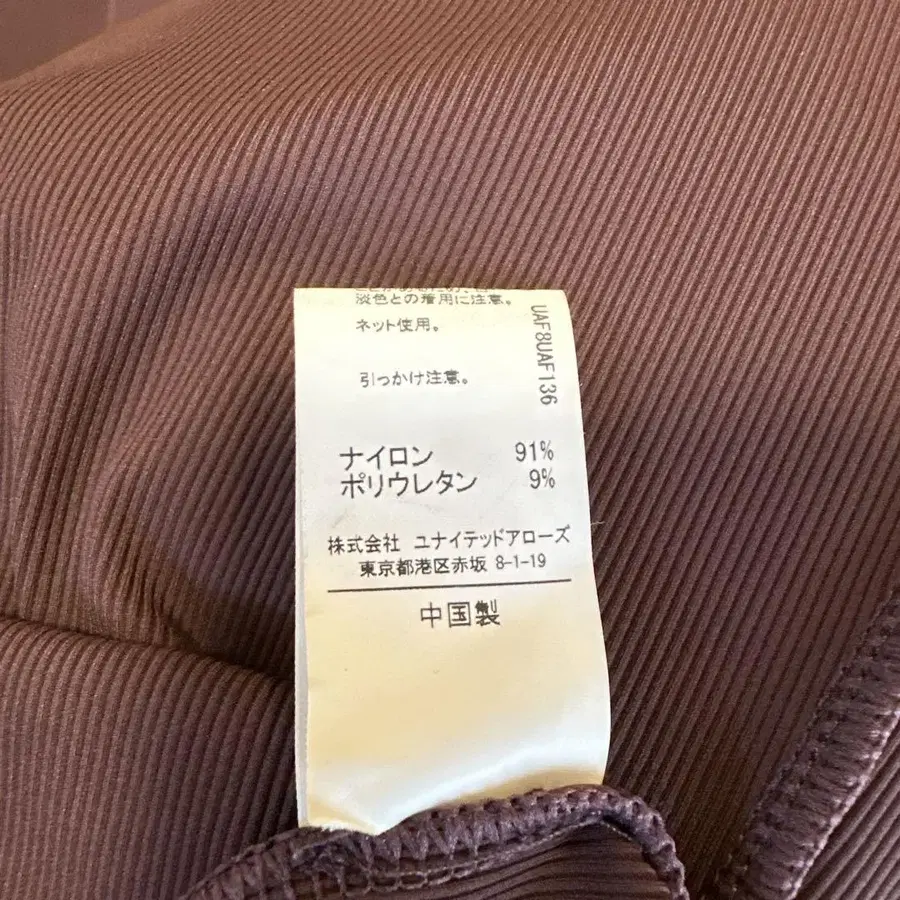 淡色との着用に注意。
ネット使用。
引っかけ注意。
UAF8UAF136
ナイロン 91%
ポリウレタン 9%
株式会社 ユナイテッドアローズ
東京都港区赤坂 8-1-19
中国製